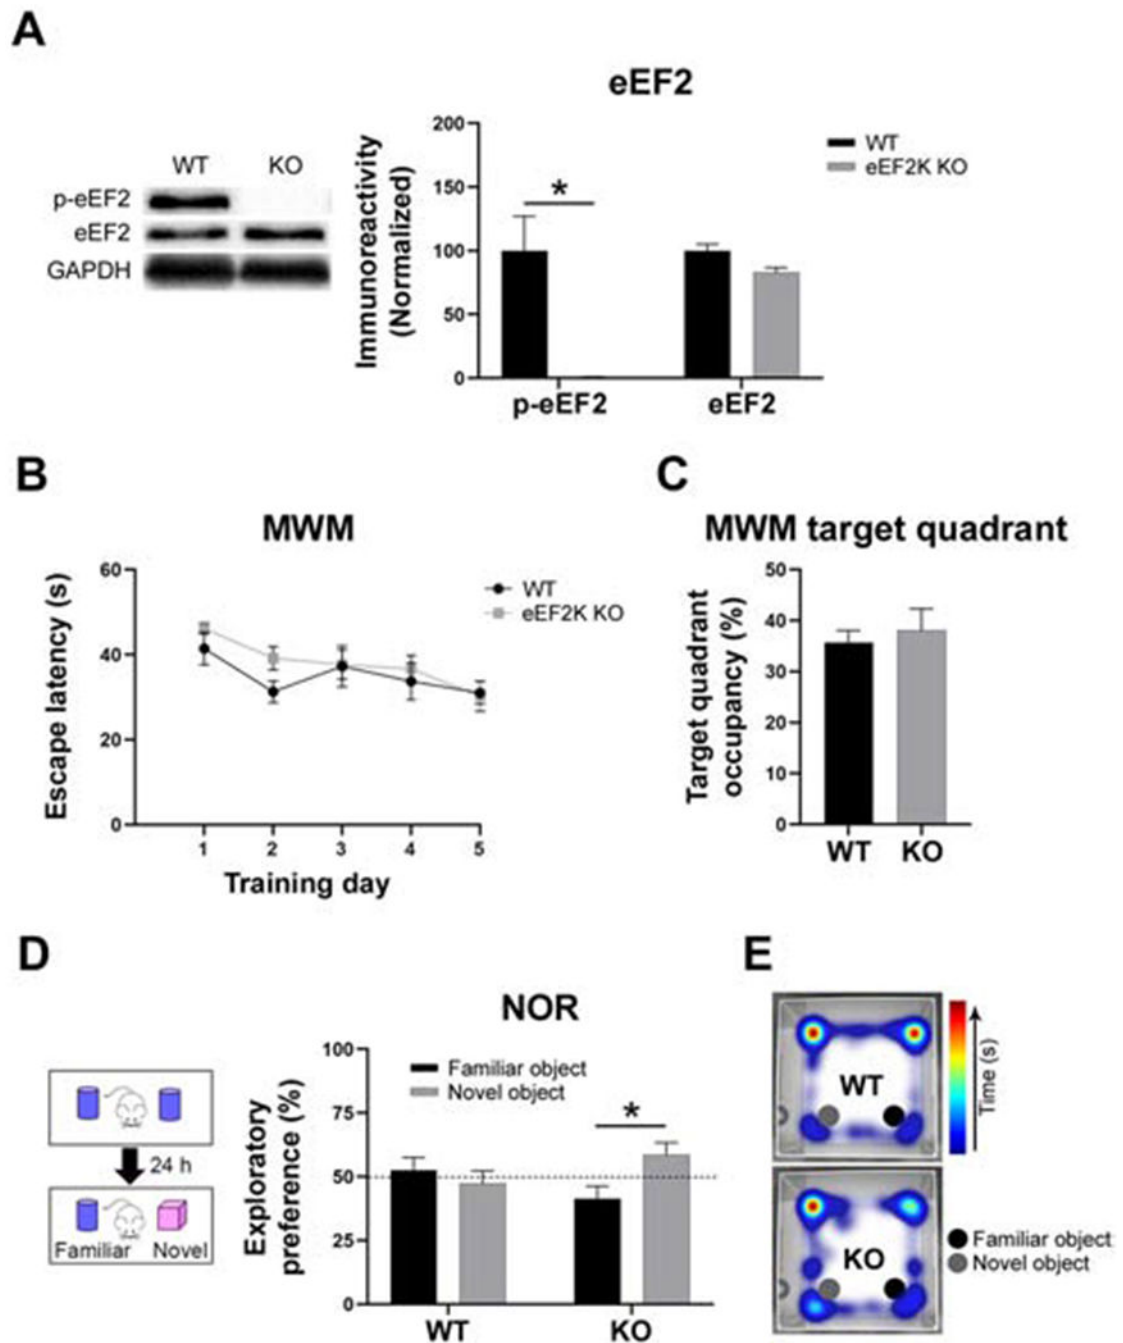 A
eEF2
WT KO
p-eEF2
eEF2
GAPDH
Immunoreactivity
(Normalized)
200
150
100
50
0
*
p-eEF2 eEF2
WT
eEF2K KO
B
MWM
Escape latency (s)
60
40
20
0
1 2 3 4 5
Training day
WT
eEF2K KO
C
MWM target quadrant
Target quadrant
occupancy (%)
50
40
30
20
10
0
WT KO
D
24 h
Familiar Novel
NOR
Exploratory
preference (%)
100
75
50
25
0
Familiar object
Novel object
*
WT KO
E
WT
Time (s)
KO
Familiar object
Novel object